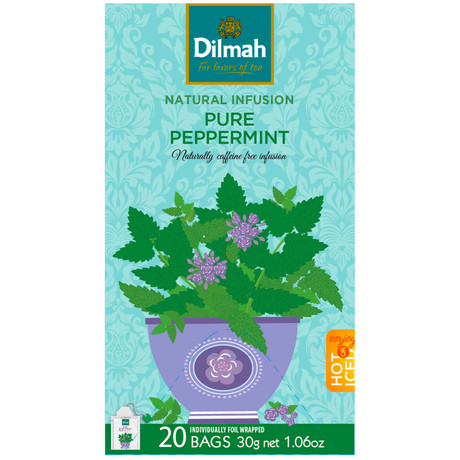 Dilmah
For lovers of tea
NATURAL INFUSION
PURE
PEPPERMINT
Naturally caffeine free infusion
enjoy
HOT
&
ICED
20
INDIVIDUALLY FOIL WRAPPED
BAGS 30g net 1.06oz